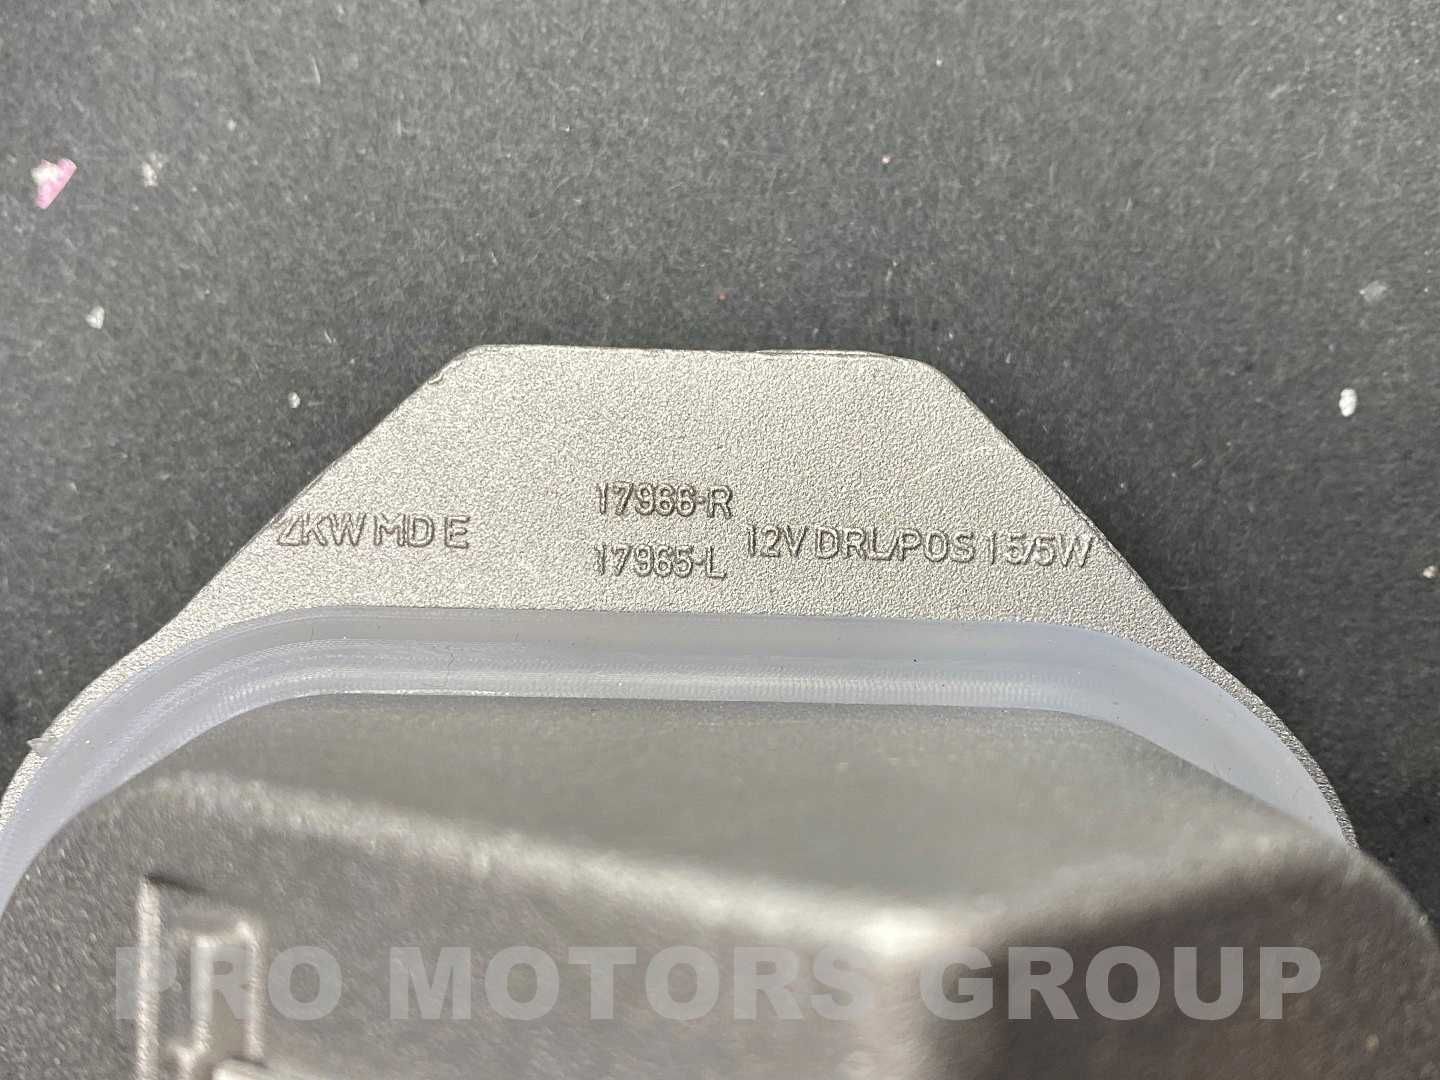 ZKW MD E
17966-R
17965-L
12V DRL/POS 15/5W
PRO MOTORS GROUP